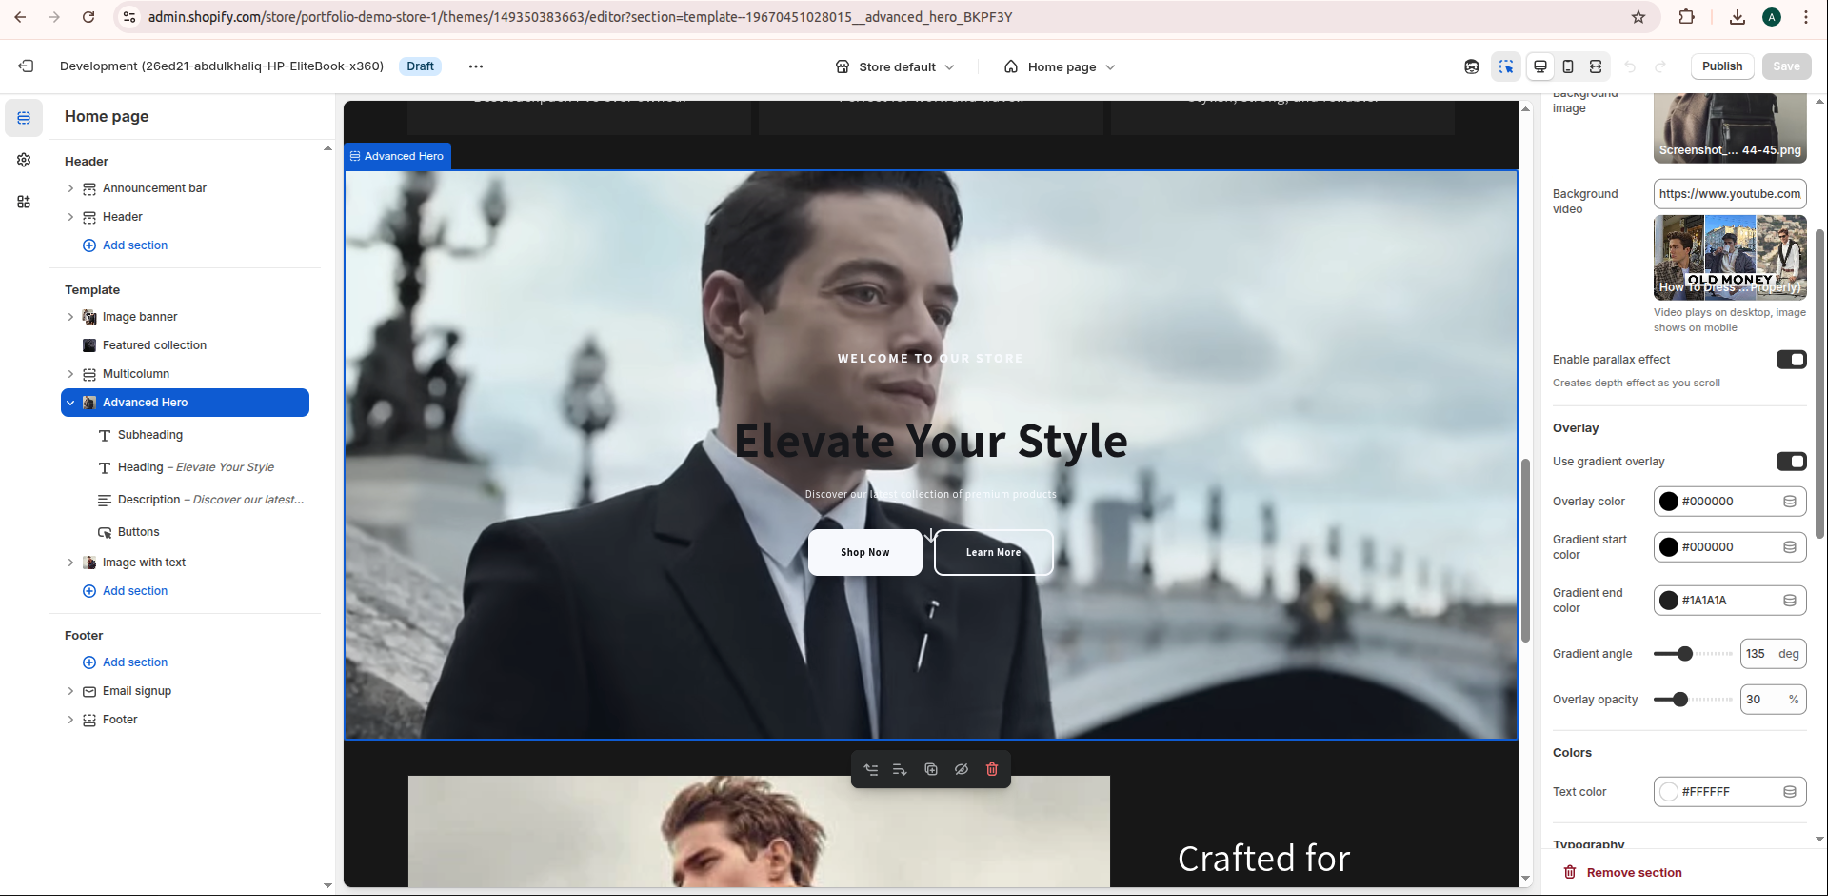 admin.shopify.com/store/portfolio-demo-store-1/themes/149350383663/editor?section=template--19670451028015__advanced_hero_BKPF3Y
A
Development (26ed21-abdulkhaliq-HP-EliteBook-x360)
Draft
Store default
Home page
Publish
Save
Home page
Header
Announcement bar
Header
Add section
Template
Image banner
Featured collection
Multicolumn
Advanced Hero
Subheading
Heading – Elevate Your Style
Description – Discover our latest...
Buttons
Image with text
Add section
Footer
Add section
Email signup
Footer
Advanced Hero
WELCOME TO OUR STORE
Elevate Your Style
Discover our latest collection of premium products
Shop Now
Learn More
Crafted for
Background
image
Screenshot_... 44-45.png
Background
video
https://www.youtube.com
OLD MONEY
How To Dress ... Properly)
Video plays on desktop, image
shows on mobile
Enable parallax effect
Creates depth effect as you scroll
Overlay
Use gradient overlay
Overlay color
#000000
Gradient start
color
#000000
Gradient end
color
#1A1A1A
Gradient angle
135 deg
Overlay opacity
30 %
Colors
Text color
#FFFFFF
Typography
Remove section